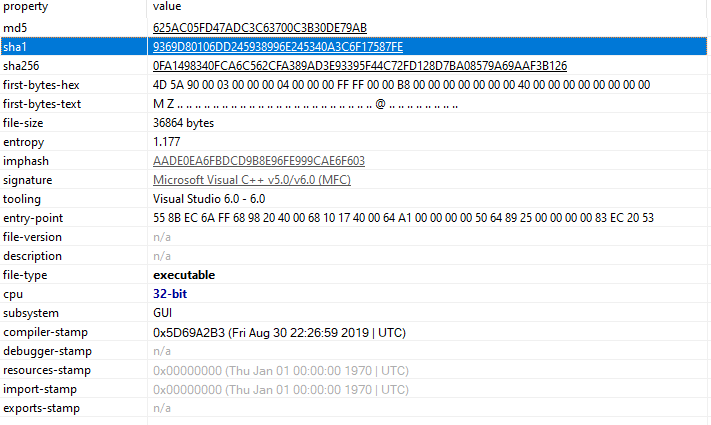 property value
md5 625AC05FD47ADC3C63700C3B30DE79AB
sha1 9369D80106DD245938996E245340A3C6F17587FE
sha256 0FA1498340FCA6C562CFA389AD3E93395F44C72FD128D7BA08579A69AAF3B126
first-bytes-hex 4D 5A 90 00 03 00 00 00 04 00 00 00 FF FF 00 00 B8 00 00 00 00 00 00 00 40 00 00 00 00 00 00 00
first-bytes-text M Z .. .. .. .. .. .. .. .. .. .. .. .. .. .. .. .. .. .. .. .. .. .. @ .. .. .. .. .. .. ..
file-size 36864 bytes
entropy 1.177
imphash AADE0EA6FBDCD9B8E96FE999CAE6F603
signature Microsoft Visual C++ v5.0/v6.0 (MFC)
tooling Visual Studio 6.0 - 6.0
entry-point 55 8B EC 6A FF 68 98 20 40 00 68 10 17 40 00 64 A1 00 00 00 00 50 64 89 25 00 00 00 00 83 EC 20 53
file-version n/a
description n/a
file-type executable
cpu 32-bit
subsystem GUI
compiler-stamp 0x5D69A2B3 (Fri Aug 30 22:26:59 2019 | UTC)
debugger-stamp n/a
resources-stamp 0x00000000 (Thu Jan 01 00:00:00 1970 | UTC)
import-stamp 0x00000000 (Thu Jan 01 00:00:00 1970 | UTC)
exports-stamp n/a